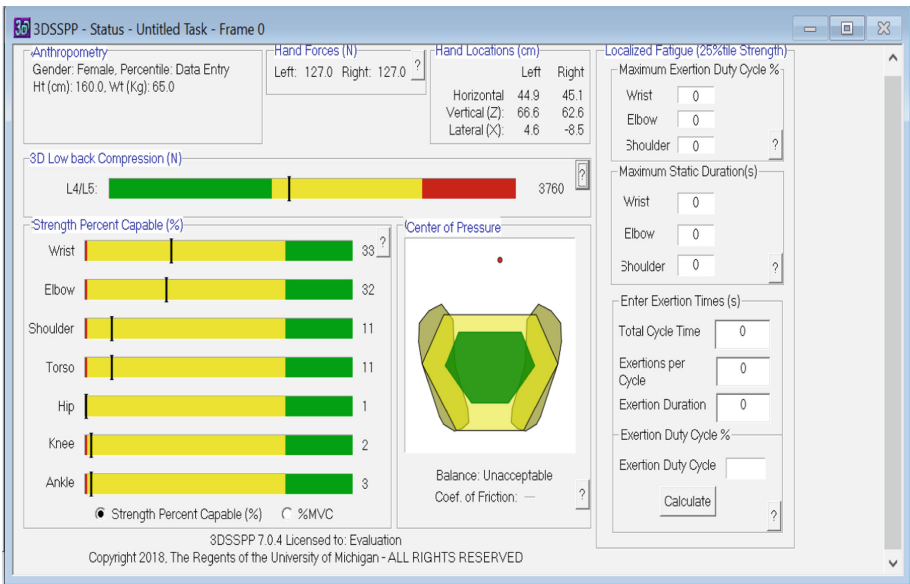 3DSSPP - Status - Untitled Task - Frame 0
Anthropometry
Gender: Female, Percentile: Data Entry
Ht (cm): 160.0, Wt (Kg): 65.0
Hand Forces (N)
Left: 127.0 Right: 127.0
?
Hand Locations (cm)
Left Right
Horizontal 44.9 45.1
Vertical (Z): 66.6 62.6
Lateral (X): 4.6 -8.5
3D Low back Compression (N)
L4/L5: 3760
?
Strength Percent Capable (%)
?
Wrist 33
Elbow 32
Shoulder 11
Torso 11
Hip 1
Knee 2
Ankle 3
Strength Percent Capable (%) %MVC
Center of Pressure
Balance: Unacceptable
Coef. of Friction: —
?
Localized Fatigue (25%tile Strength)
Maximum Exertion Duty Cycle %
Wrist 0
Elbow 0
Shoulder 0
?
Maximum Static Duration(s)
Wrist 0
Elbow 0
Shoulder 0
?
Enter Exertion Times (s)
Total Cycle Time 0
Exertions per
Cycle 0
Exertion Duration 0
Exertion Duty Cycle %
Exertion Duty Cycle
Calculate
?
3DSSPP 7.0.4 Licensed to: Evaluation
Copyright 2018, The Regents of the University of Michigan - ALL RIGHTS RESERVED